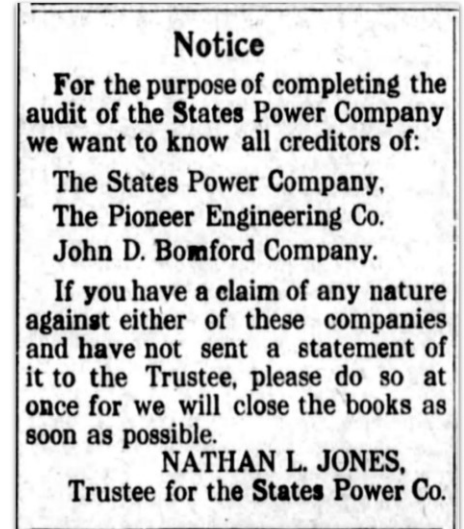 Notice
For the purpose of completing the
audit of the States Power Company
we want to know all creditors of:
The States Power Company,
The Pioneer Engineering Co.
John D. Bomford Company.
If you have a claim of any nature
against either of these companies
and have not sent a statement of
it to the Trustee, please do so at
once for we will close the books as
soon as possible.
NATHAN L. JONES,
Trustee for the States Power Co.